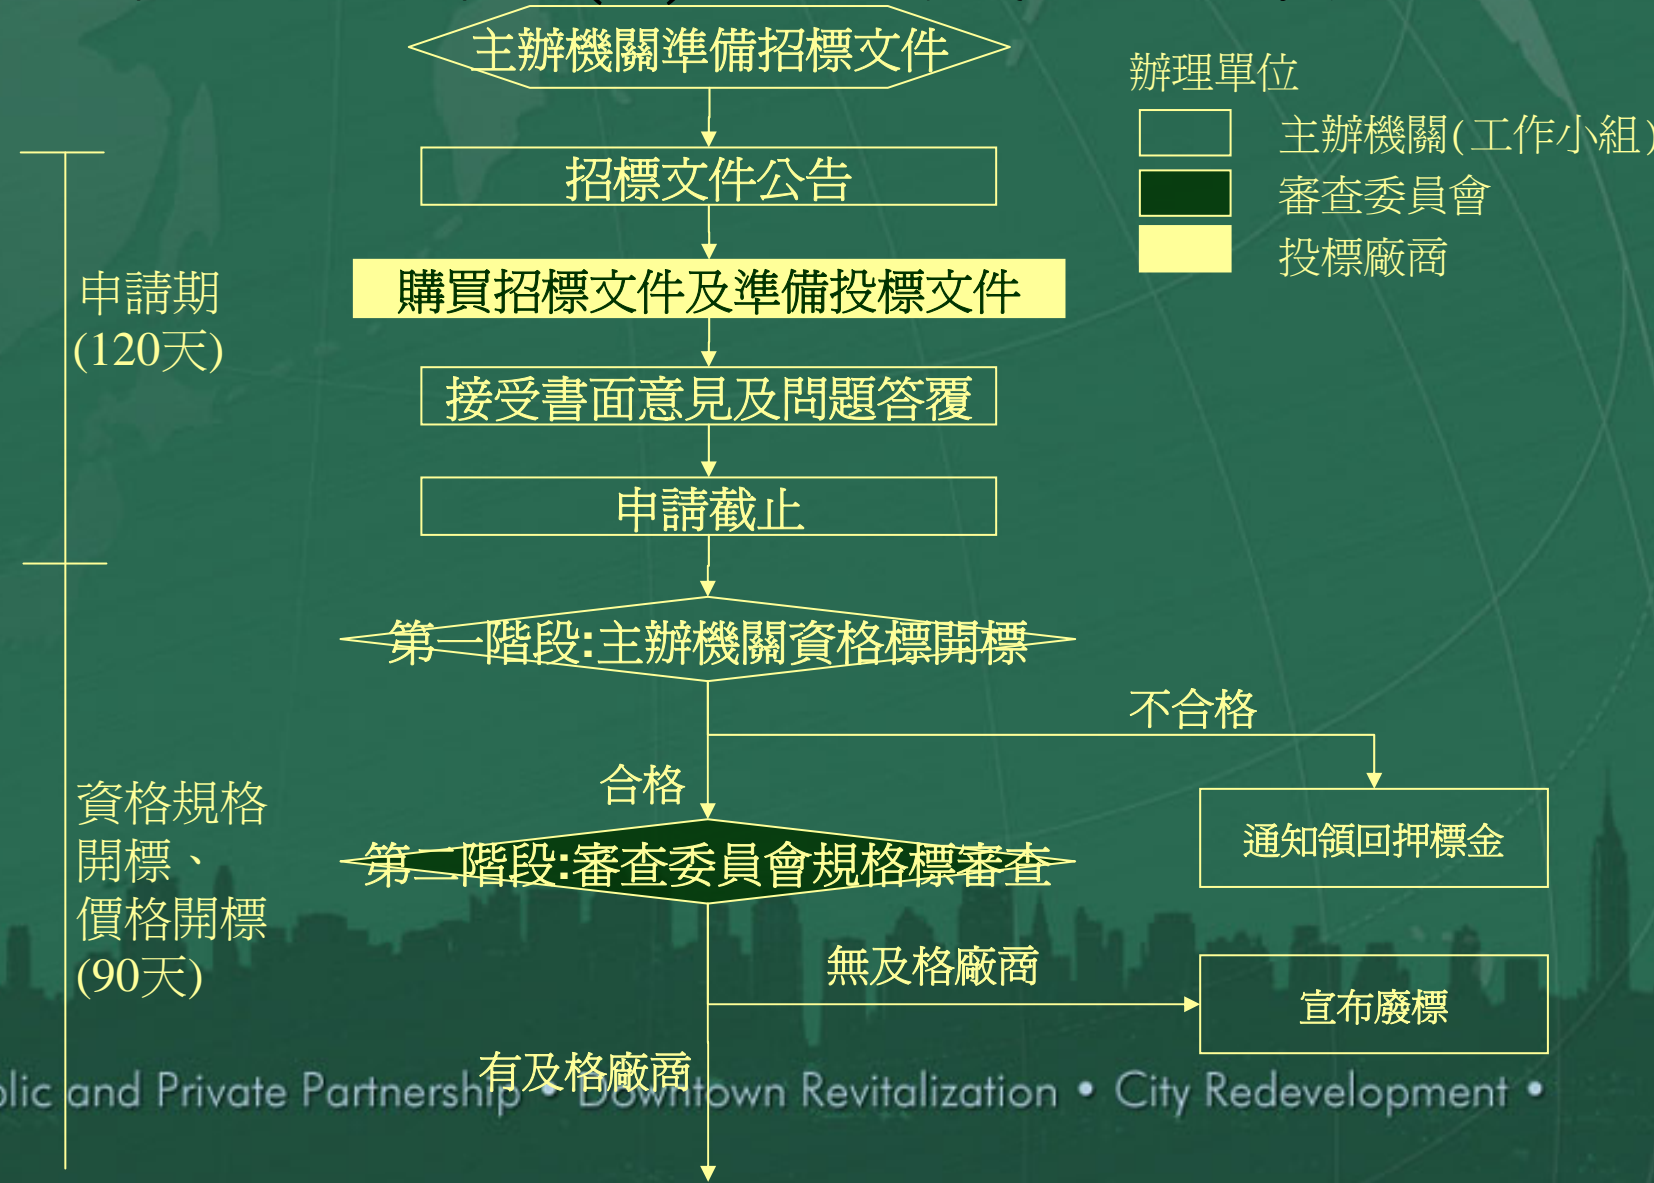 主辦機關準備招標文件
辦理單位
主辦機關(工作小組)
審查委員會
投標廠商
招標文件公告
購買招標文件及準備投標文件
接受書面意見及問題答覆
申請截止
申請期
(120天)
第一階段:主辦機關資格標開標
不合格
合格
通知領回押標金
第二階段:審查委員會規格標審查
資格規格
開標、
價格開標
(90天)
無及格廠商
宣布廢標
有及格廠商
blic and Private Partnership • Downtown Revitalization • City Redevelopment •